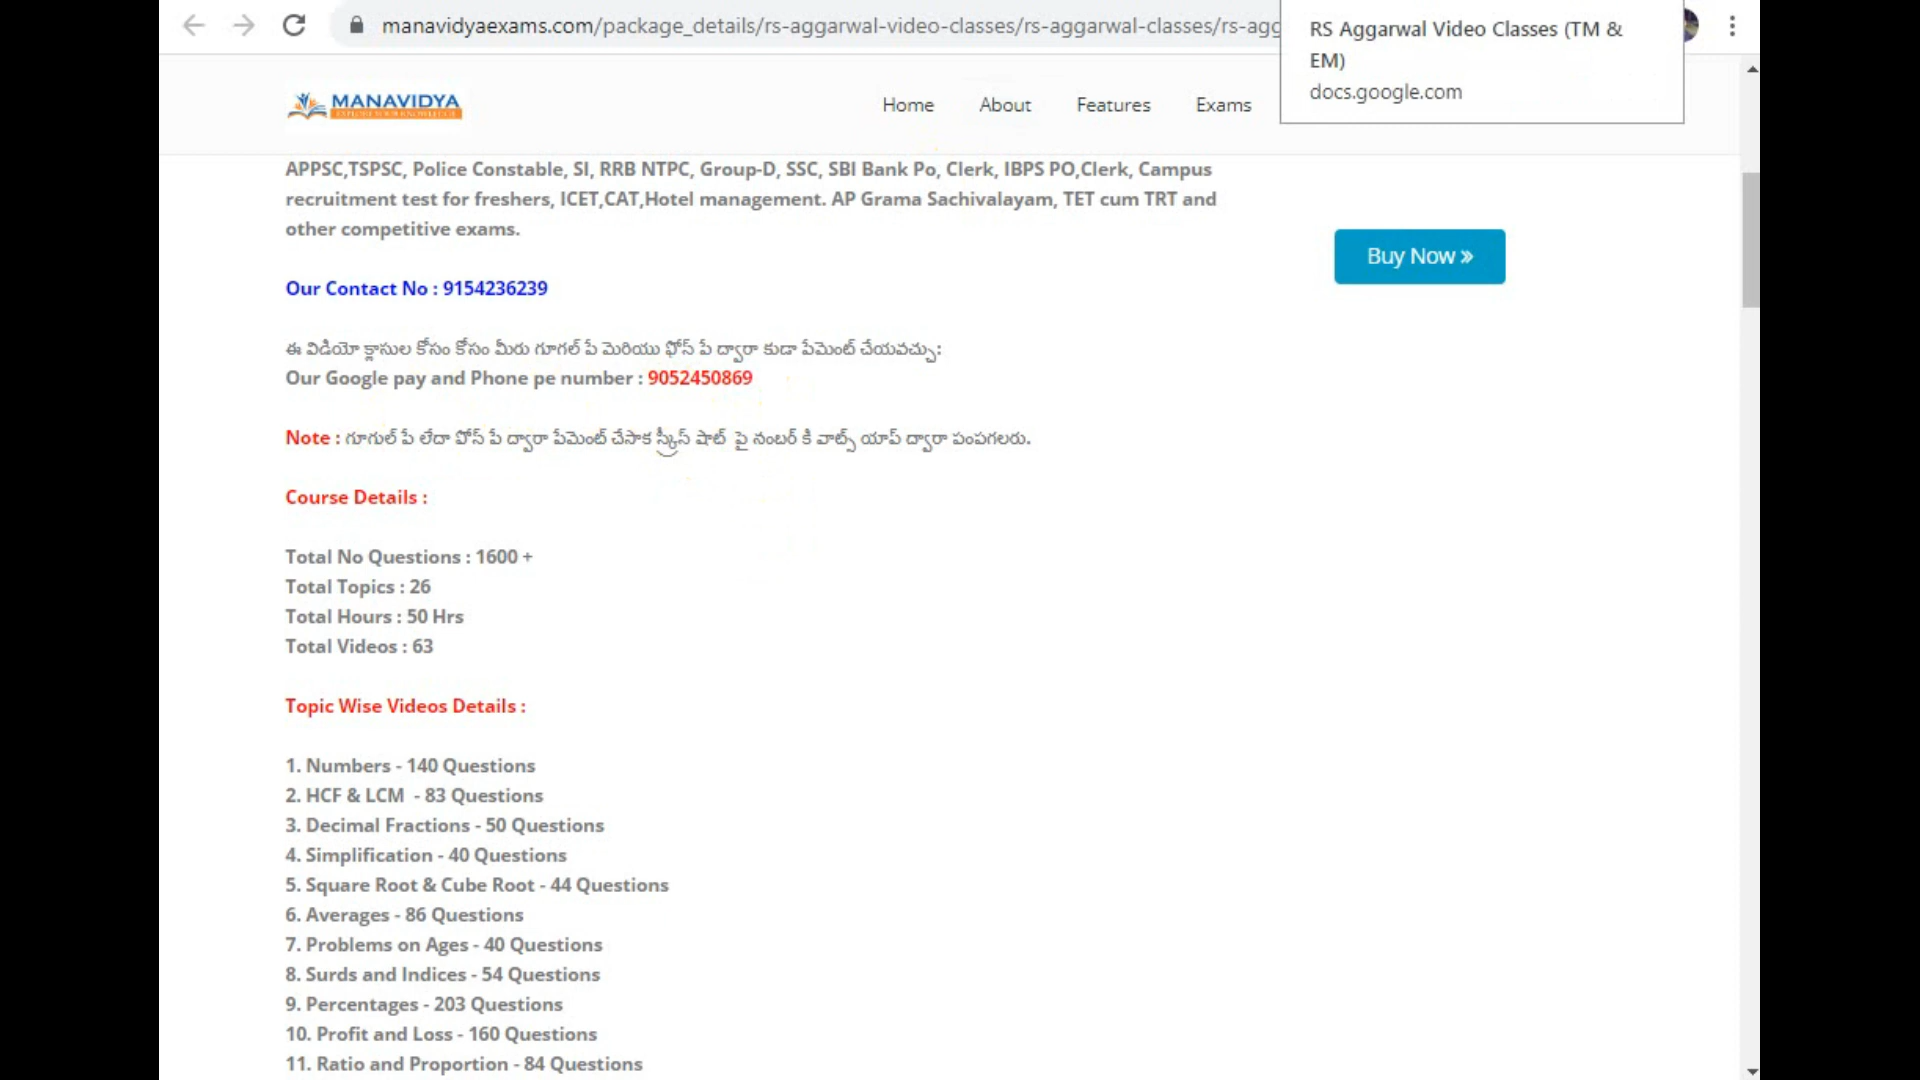 manavidyaexams.com/package_details/rs-aggarwal-video-classes/rs-aggarwal-classes/rs-agg
RS Aggarwal Video Classes (TM &
EM)
docs.google.com
MANAVIDYA
Home About Features Exams
APPSC,TSPSC, Police Constable, SI, RRB NTPC, Group-D, SSC, SBI Bank Po, Clerk, IBPS PO,Clerk, Campus
recruitment test for freshers, ICET,CAT,Hotel management. AP Grama Sachivalayam, TET cum TRT and
other competitive exams.
Buy Now »
Our Contact No : 9154236239
ఈ విడియో క్లాసుల కోసం కోసం మీరు గూగల్ పే మెరియు ఫోన్ పే ద్వారా కుడా పేమెంట్ చేయవచ్చు:
Our Google pay and Phone pe number : 9052450869
Note : గూగుల్ పే లేదా పోన్ పే ద్వారా పేమెంట్ చేసాక స్క్రీన్ షాట్ పై నంబర్ కి వాట్స్ యాప్ ద్వారా పంపగలరు.
Course Details :
Total No Questions : 1600 +
Total Topics : 26
Total Hours : 50 Hrs
Total Videos : 63
Topic Wise Videos Details :
1. Numbers - 140 Questions
2. HCF & LCM - 83 Questions
3. Decimal Fractions - 50 Questions
4. Simplification - 40 Questions
5. Square Root & Cube Root - 44 Questions
6. Averages - 86 Questions
7. Problems on Ages - 40 Questions
8. Surds and Indices - 54 Questions
9. Percentages - 203 Questions
10. Profit and Loss - 160 Questions
11. Ratio and Proportion - 84 Questions